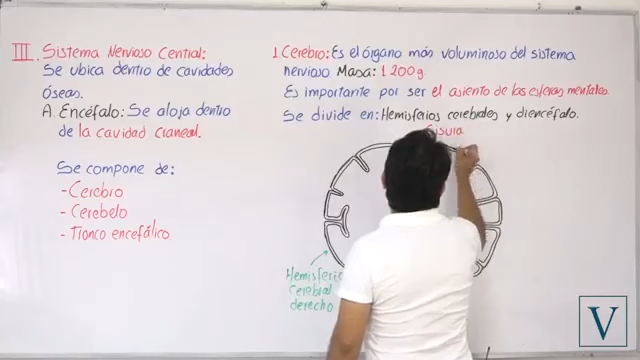 III. Sistema Nervioso Central:
Se ubica dentro de cavidades
óseas.
A. Encéfalo: Se aloja dentro
de la cavidad craneal.
Se compone de:
- Cerebro
- Cerebelo
- Tronco encefálico
1. Cerebro: Es el órgano más voluminoso del sistema
nervioso Masa: 1 200g.
Es importante por ser el asiento de las esferas mentales.
Se divide en: Hemisferios cerebrales y diencéfalo.
Cisura
Hemisferio
cerebral
derecho
V